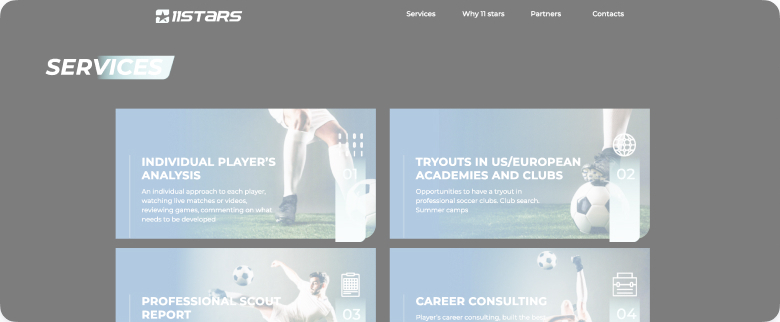 11STARS
Services
Why 11 stars
Partners
Contacts
SERVICES
INDIVIDUAL PLAYER'S
ANALYSIS
An individual approach to each player,
watching live matches or videos,
reviewing games, commenting on what
needs to be developed
01
TRYOUTS IN US/EUROPEAN
ACADEMIES AND CLUBS
Opportunities to have a tryout in
professional soccer clubs. Club search.
Summer camps
02
PROFESSIONAL SCOUT
REPORT
03
CAREER CONSULTING
Player's career consulting, built the best
04